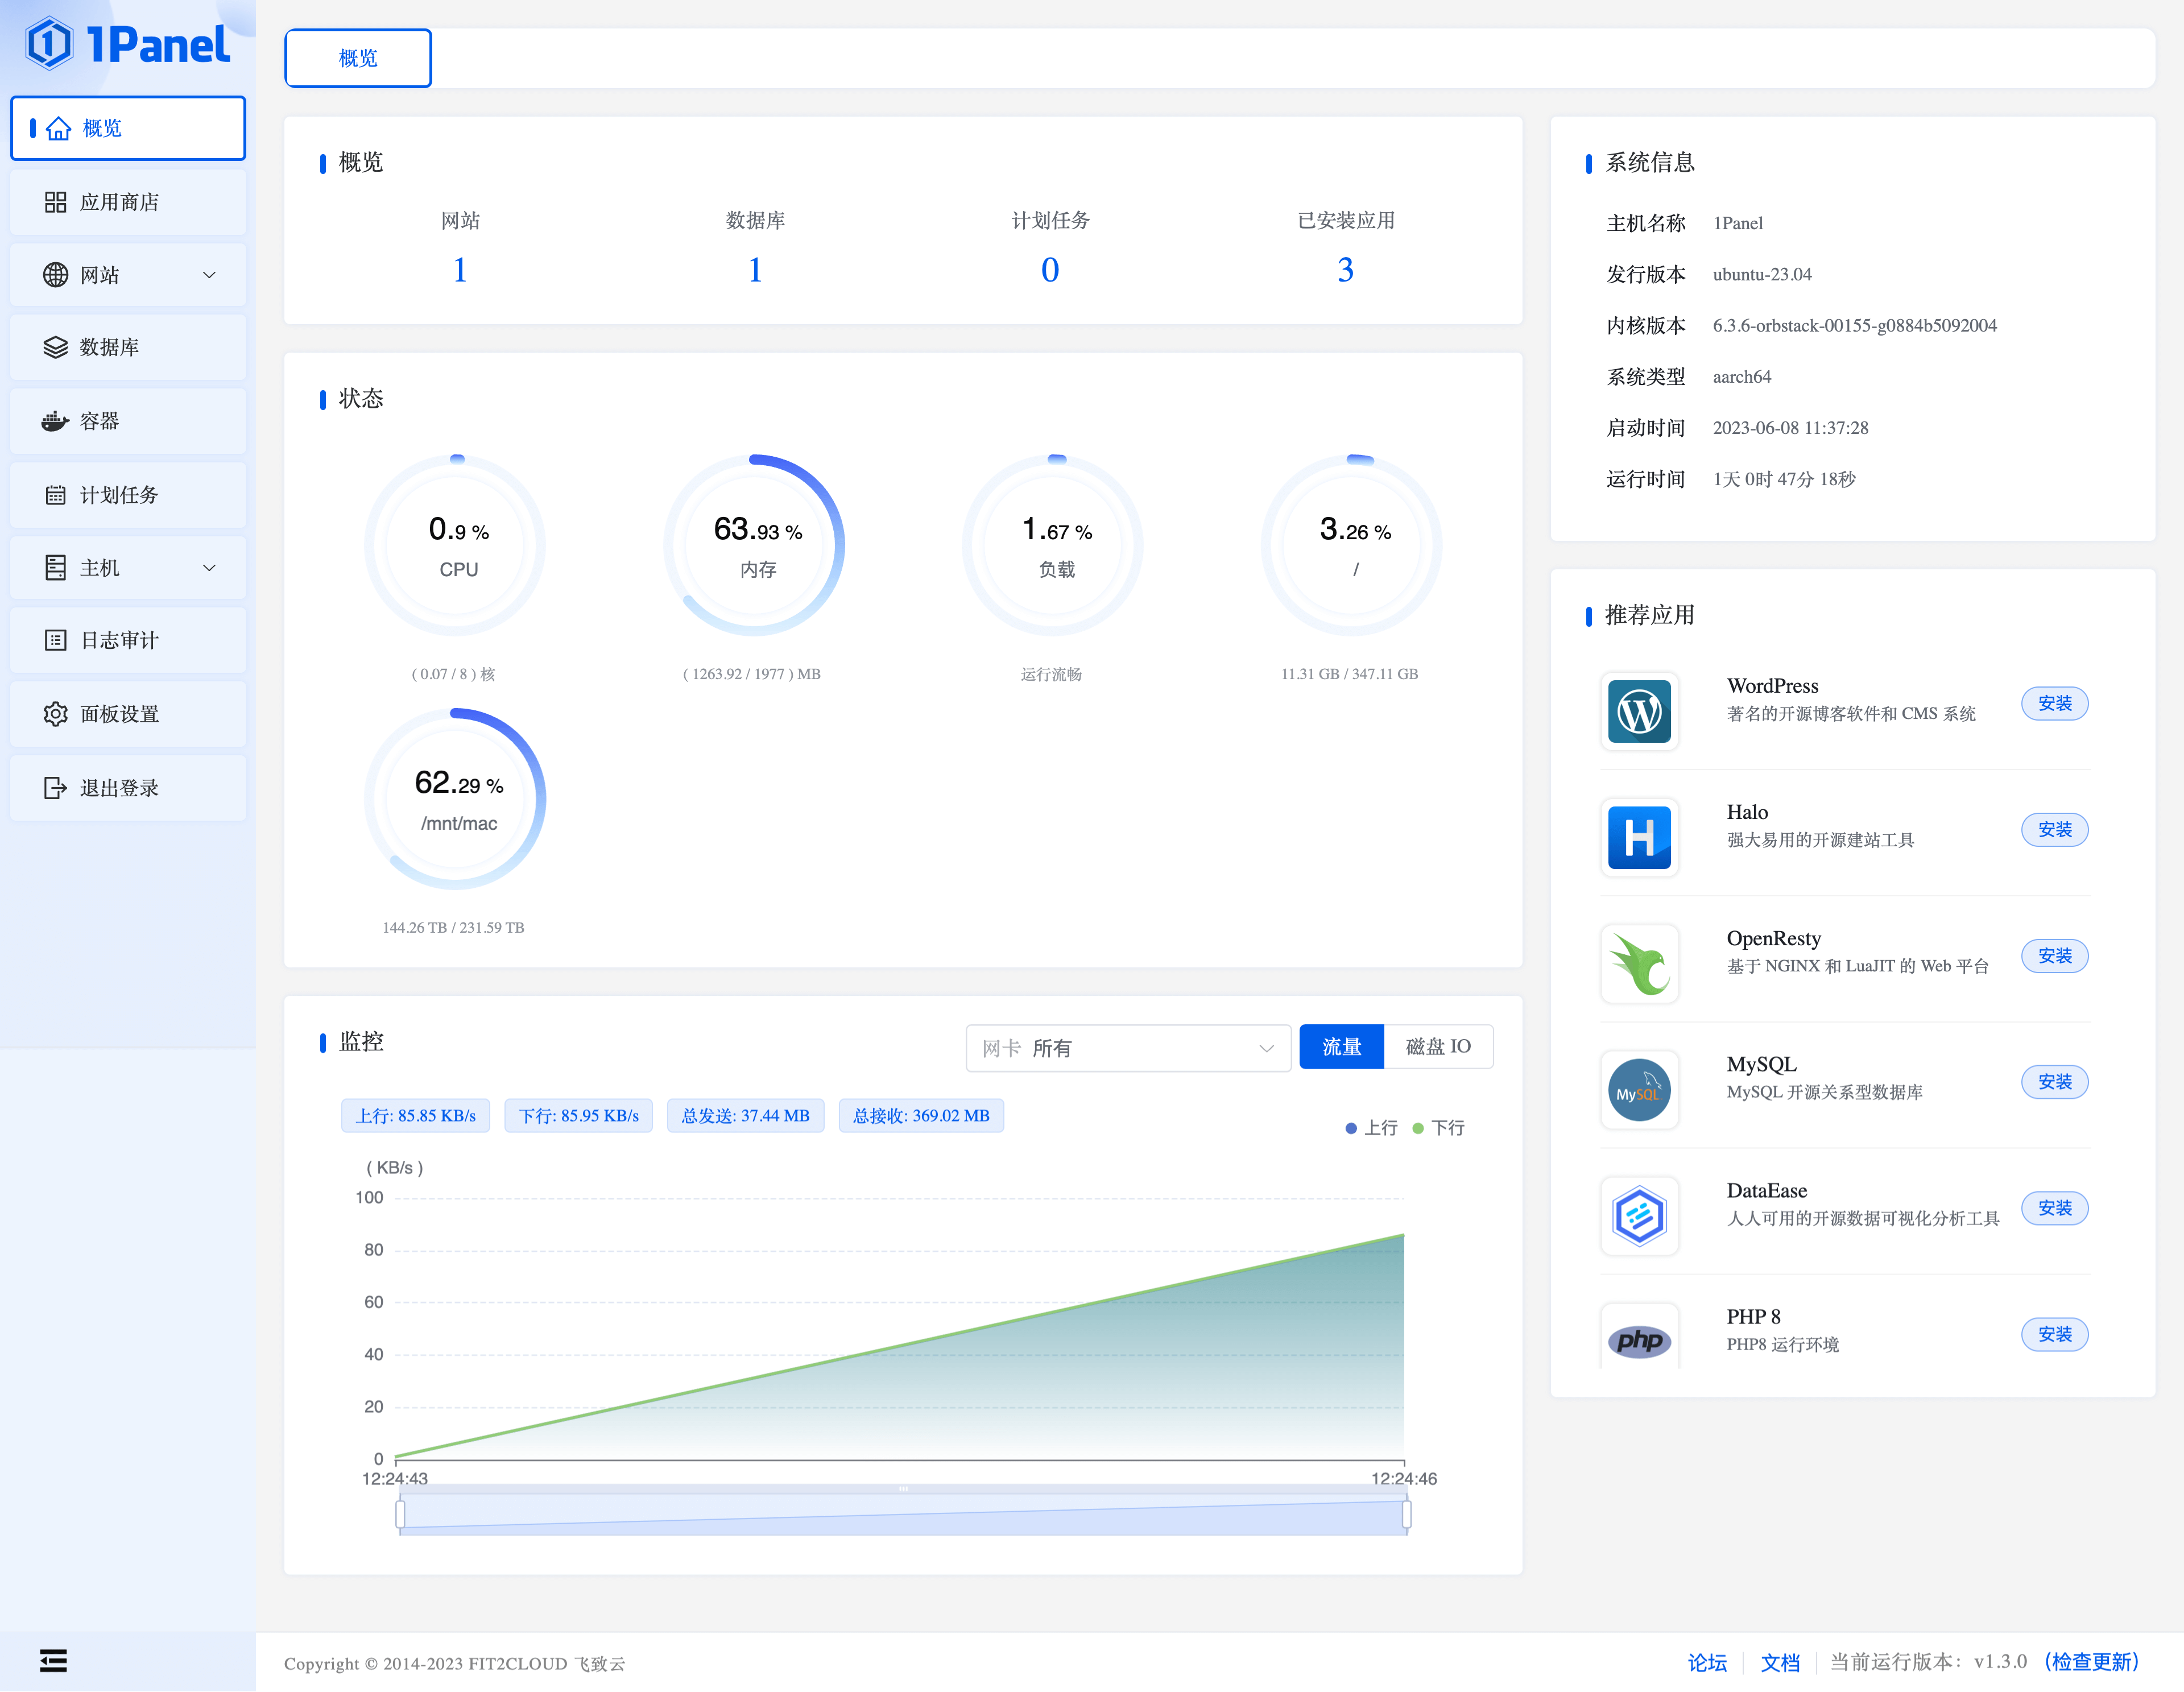 1Panel
概览
应用商店
网站
数据库
容器
计划任务
主机
日志审计
面板设置
退出登录
概览
概览
网站
数据库
计划任务
已安装应用
1
1
0
3
状态
0.9 %
CPU
( 0.07 / 8 ) 核
63.93 %
内存
( 1263.92 / 1977 ) MB
1.67 %
负载
运行流畅
3.26 %
/
11.31 GB / 347.11 GB
62.29 %
/mnt/mac
144.26 TB / 231.59 TB
监控
网卡 所有
流量
磁盘 IO
上行: 85.85 KB/s
下行: 85.95 KB/s
总发送: 37.44 MB
总接收: 369.02 MB
上行
下行
( KB/s )
100
80
60
40
20
0
12:24:43
12:24:46
系统信息
主机名称 1Panel
发行版本 ubuntu-23.04
内核版本 6.3.6-orbstack-00155-g0884b5092004
系统类型 aarch64
启动时间 2023-06-08 11:37:28
运行时间 1天 0时 47分 18秒
推荐应用
WordPress
著名的开源博客软件和 CMS 系统
安装
H
Halo
强大易用的开源建站工具
安装
OpenResty
基于 NGINX 和 LuaJIT 的 Web 平台
安装
MySQL
MySQL
MySQL 开源关系型数据库
安装
DataEase
人人可用的开源数据可视化分析工具
安装
php
PHP 8
PHP8 运行环境
安装
Copyright © 2014-2023 FIT2CLOUD 飞致云
论坛
文档
当前运行版本：v1.3.0
(检查更新)